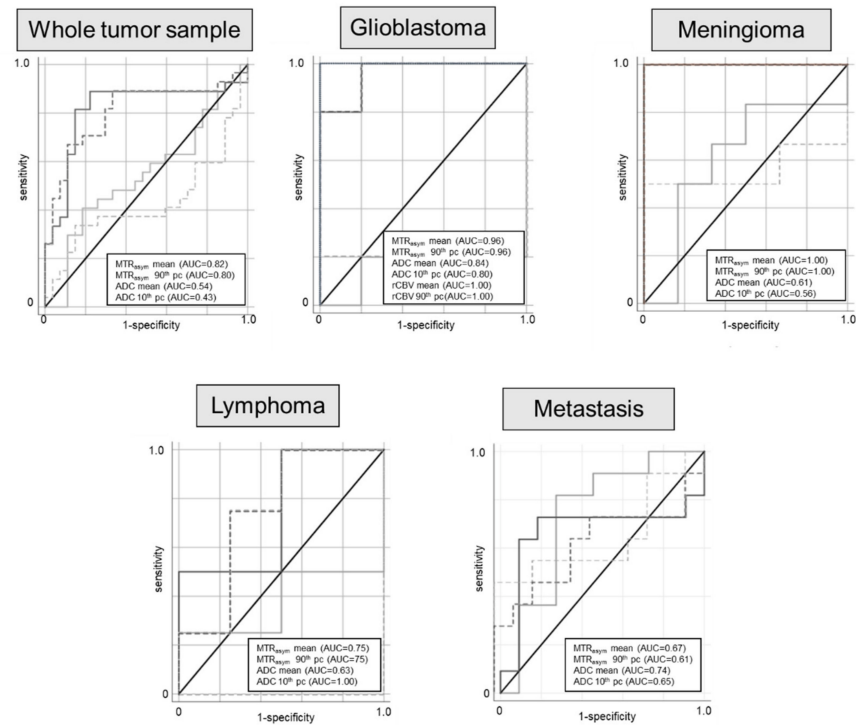 Whole tumor sample
1.0
sensitivity
0
MTRasym mean (AUC=0.82)
MTRasym 90th pc (AUC=0.80)
ADC mean (AUC=0.54)
ADC 10th pc (AUC=0.43)
0
1.0
1-specificity
Glioblastoma
1.0
sensitivity
0
MTRasym mean (AUC=0.96)
MTRasym 90th pc (AUC=0.96)
ADC mean (AUC=0.84)
ADC 10th pc (AUC=0.80)
rCBV mean (AUC=1.00)
rCBV 90th pc(AUC=1.00)
0
1.0
1-specificity
Meningioma
1.0
sensitivity
0
MTRasym mean (AUC=1.00)
MTRasym 90th pc (AUC=1.00)
ADC mean (AUC=0.61)
ADC 10th pc (AUC=0.56)
0
1.0
1-specificity
Lymphoma
1.0
sensitivity
0
MTRasym mean (AUC=0.75)
MTRasym 90th pc (AUC=75)
ADC mean (AUC=0.63)
ADC 10th pc (AUC=1.00)
0
1.0
1-specificity
Metastasis
1.0
sensitivity
0
MTRasym mean (AUC=0.67)
MTRasym 90th pc (AUC=0.61)
ADC mean (AUC=0.74)
ADC 10th pc (AUC=0.65)
0
1.0
1-specificity